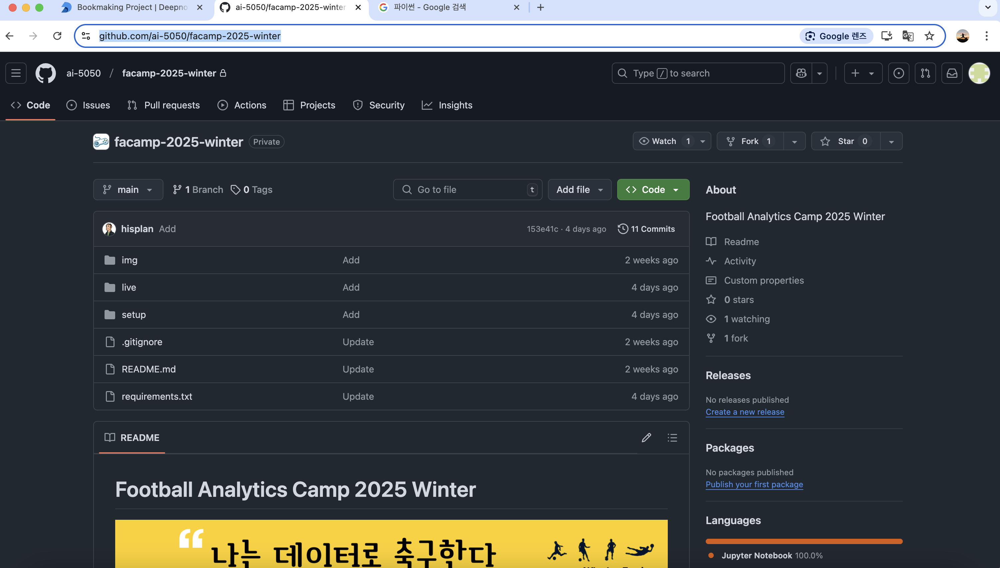 Bookmaking Project | Deepno
ai-5050/facamp-2025-winter
파이썬 - Google 검색
github.com/ai-5050/facamp-2025-winter
Google 렌즈
ai-5050 / facamp-2025-winter
Type / to search
Code
Issues
Pull requests
Actions
Projects
Security
Insights
facamp-2025-winter
Private
Watch 1
Fork 1
Star 0
main
1 Branch
0 Tags
Go to file
t
Add file
Code
hisplan Add
153e41c · 4 days ago
11 Commits
img Add 2 weeks ago
live Add 4 days ago
setup Add 4 days ago
.gitignore Update 2 weeks ago
README.md Update 2 weeks ago
requirements.txt Update 4 days ago
README
Football Analytics Camp 2025 Winter
“ 나는 데이터로 축구한다
About
Football Analytics Camp 2025 Winter
Readme
Activity
Custom properties
0 stars
1 watching
1 fork
Releases
No releases published
Create a new release
Packages
No packages published
Publish your first package
Languages
Jupyter Notebook 100.0%